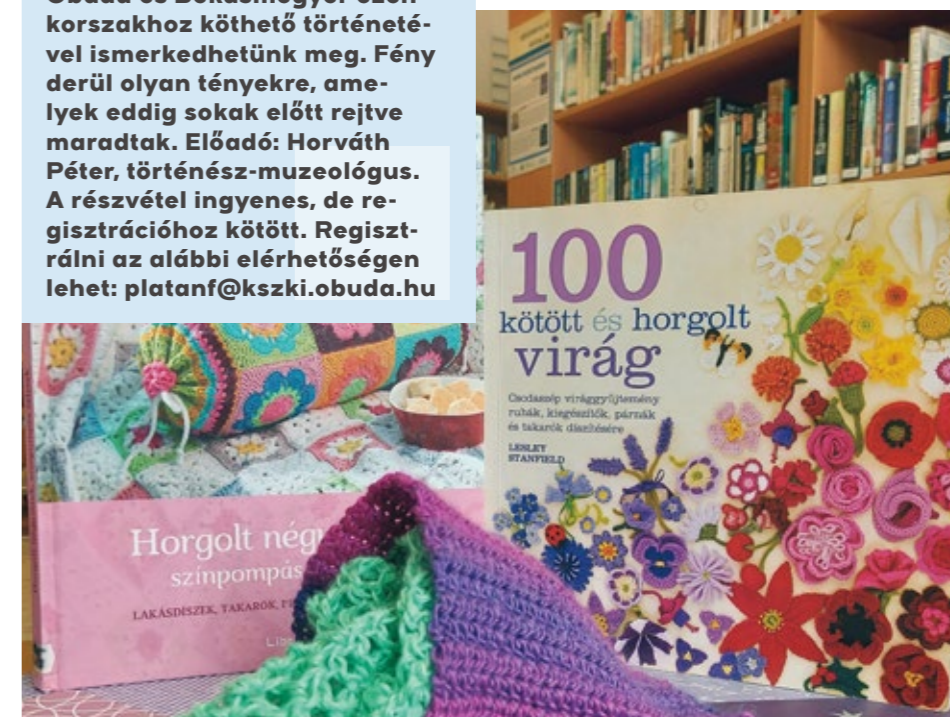 korszakhoz köthető történeté-
vel ismerkedhetünk meg. Fény
derül olyan tényekre, ame-
lyek eddig sokak előtt rejtve
maradtak. Előadó: Horváth
Péter, történész-muzeológus.
A részvétel ingyenes, de re-
gisztrációhoz kötött. Regiszt-
rálni az alábbi elérhetőségen
lehet: platanf@kszki.obuda.hu
100
kötött és horgolt
virág
Csodaszép virággyűjtemény
ruhák, kiegészítők, párnák
és takarók díszítésére
LESLEY
STANFIELD
Horgolt
színpompás
LAKÁSDÍSZEK, TAKARÓK,